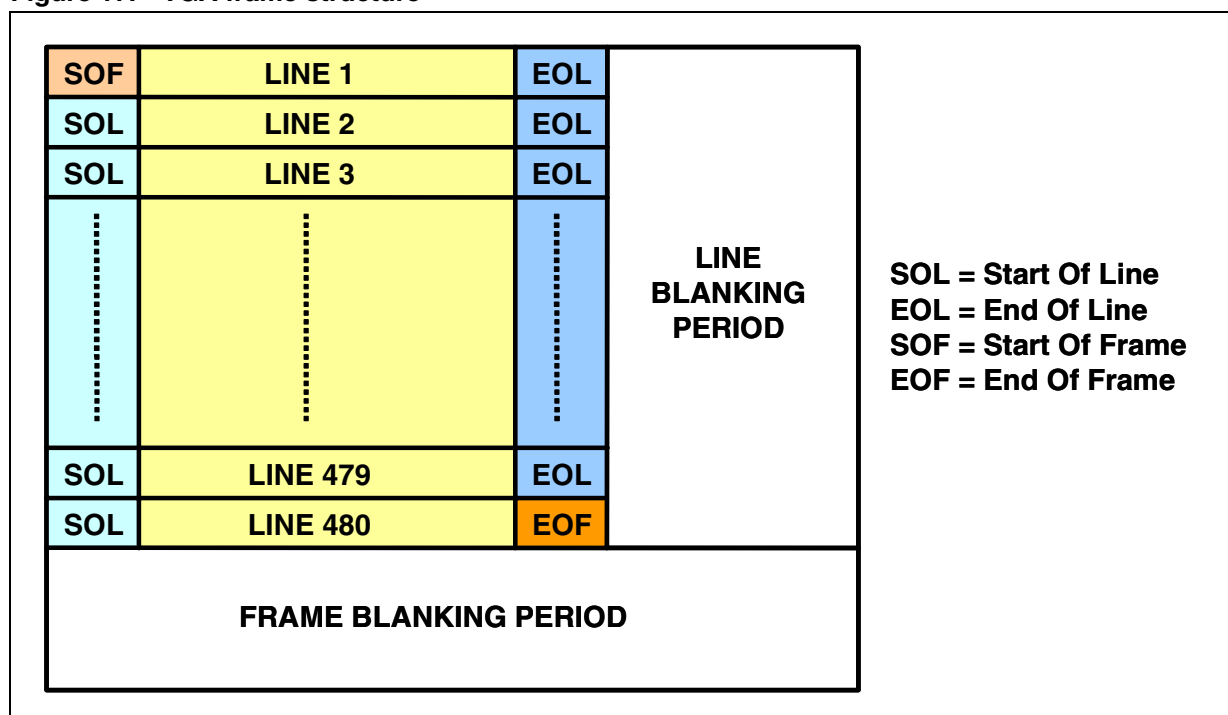 SOF LINE 1 EOL
SOL LINE 2 EOL
SOL LINE 3 EOL
LINE
BLANKING
PERIOD
SOL = Start Of Line
EOL = End Of Line
SOF = Start Of Frame
EOF = End Of Frame
SOL LINE 479 EOL
SOL LINE 480 EOF
FRAME BLANKING PERIOD